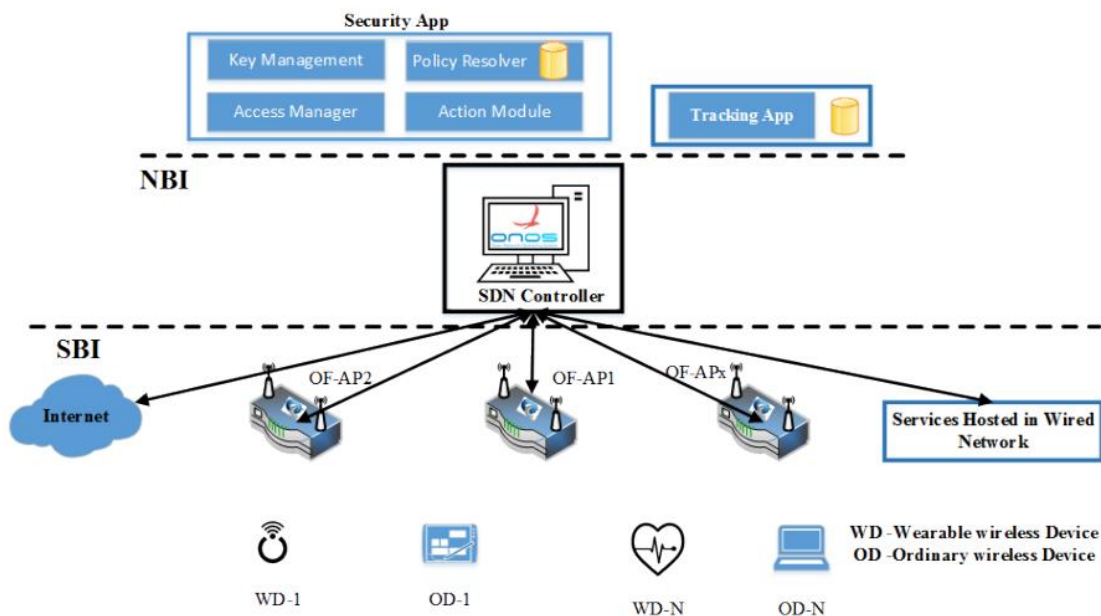 Security App
Key Management
Policy Resolver
Access Manager
Action Module
Tracking App
NBI
onos
SDN Controller
SBI
OF-AP2
OF-AP1
OF-APx
Internet
Services Hosted in Wired
Network
WD -Wearable wireless Device
OD -Ordinary wireless Device
WD-1
OD-1
WD-N
OD-N